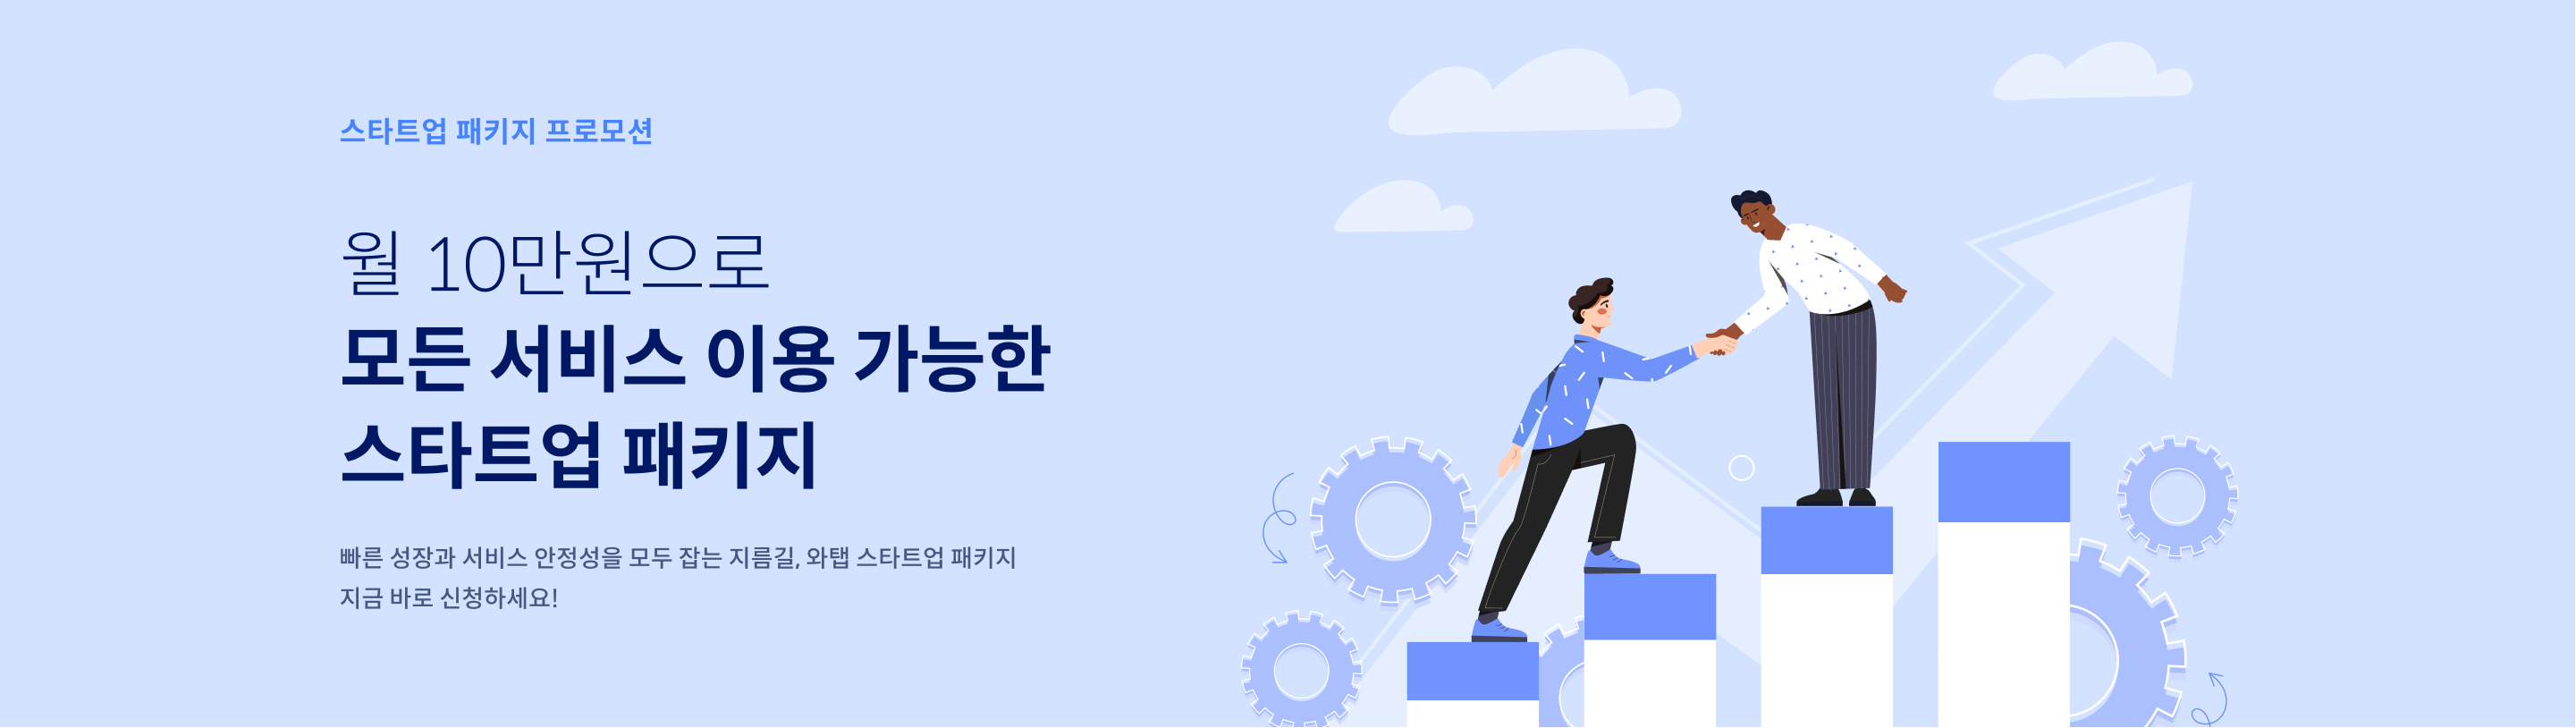 스타트업 패키지 프로모션
월 10만원으로
모든 서비스 이용 가능한
스타트업 패키지
빠른 성장과 서비스 안정성을 모두 잡는 지름길, 와탭 스타트업 패키지
지금 바로 신청하세요!